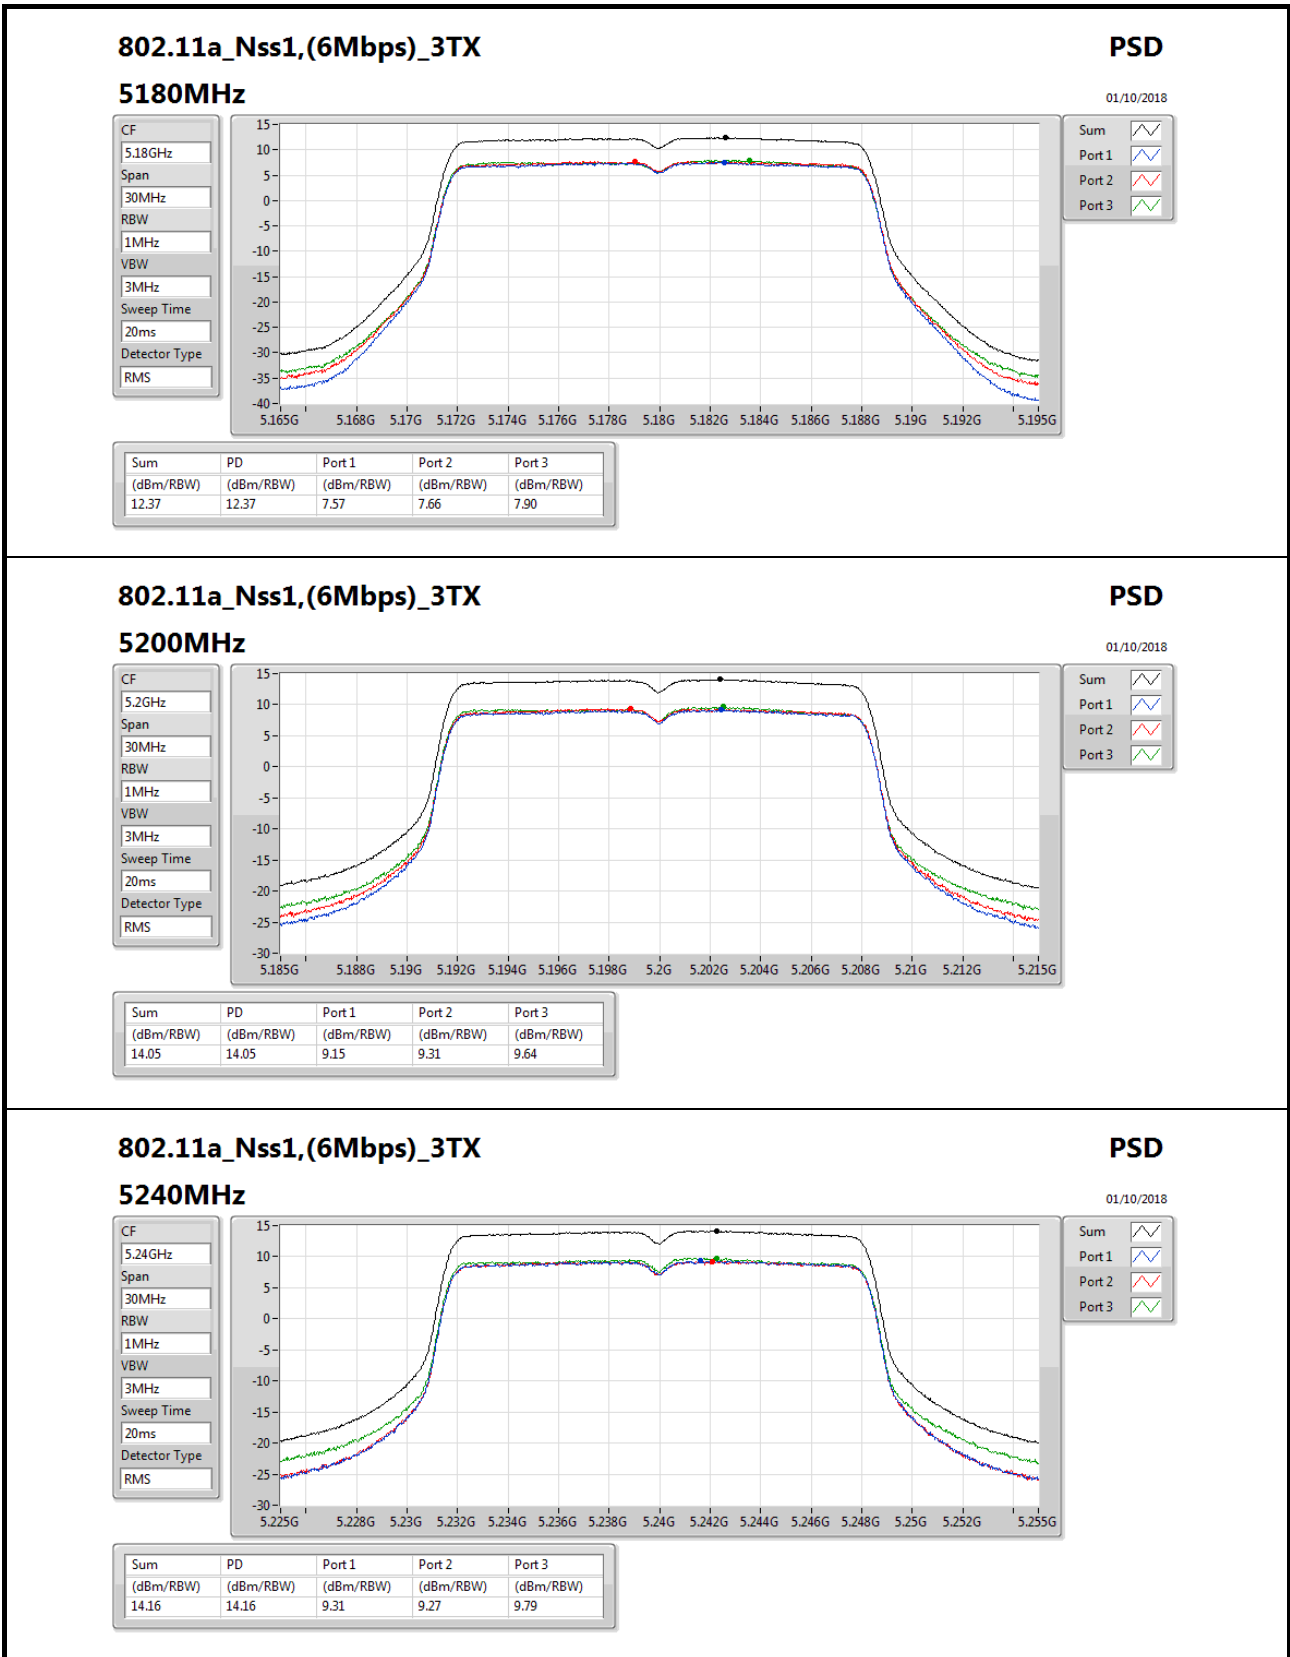 802.11a_Nss1,(6Mbps)_3TX PSD
5180MHz 01/10/2018
CF
5.18GHz
Span
30MHz
RBW
1MHz
VBW
3MHz
Sweep Time
20ms
Detector Type
RMS
15
10
5
0
-5
-10
-15
-20
-25
-30
-35
-40
5.165G 5.168G 5.17G 5.172G 5.174G 5.176G 5.178G 5.18G 5.182G 5.184G 5.186G 5.188G 5.19G 5.192G 5.195G
Sum
Port 1
Port 2
Port 3
Sum PD Port 1 Port 2 Port 3
(dBm/RBW) (dBm/RBW) (dBm/RBW) (dBm/RBW) (dBm/RBW)
12.37 12.37 7.57 7.66 7.90
802.11a_Nss1,(6Mbps)_3TX PSD
5200MHz 01/10/2018
CF
5.2GHz
Span
30MHz
RBW
1MHz
VBW
3MHz
Sweep Time
20ms
Detector Type
RMS
15
10
5
0
-5
-10
-15
-20
-25
-30
5.185G 5.188G 5.19G 5.192G 5.194G 5.196G 5.198G 5.2G 5.202G 5.204G 5.206G 5.208G 5.21G 5.212G 5.215G
Sum
Port 1
Port 2
Port 3
Sum PD Port 1 Port 2 Port 3
(dBm/RBW) (dBm/RBW) (dBm/RBW) (dBm/RBW) (dBm/RBW)
14.05 14.05 9.15 9.31 9.64
802.11a_Nss1,(6Mbps)_3TX PSD
5240MHz 01/10/2018
CF
5.24GHz
Span
30MHz
RBW
1MHz
VBW
3MHz
Sweep Time
20ms
Detector Type
RMS
15
10
5
0
-5
-10
-15
-20
-25
-30
5.225G 5.228G 5.23G 5.232G 5.234G 5.236G 5.238G 5.24G 5.242G 5.244G 5.246G 5.248G 5.25G 5.252G 5.255G
Sum
Port 1
Port 2
Port 3
Sum PD Port 1 Port 2 Port 3
(dBm/RBW) (dBm/RBW) (dBm/RBW) (dBm/RBW) (dBm/RBW)
14.16 14.16 9.31 9.27 9.79